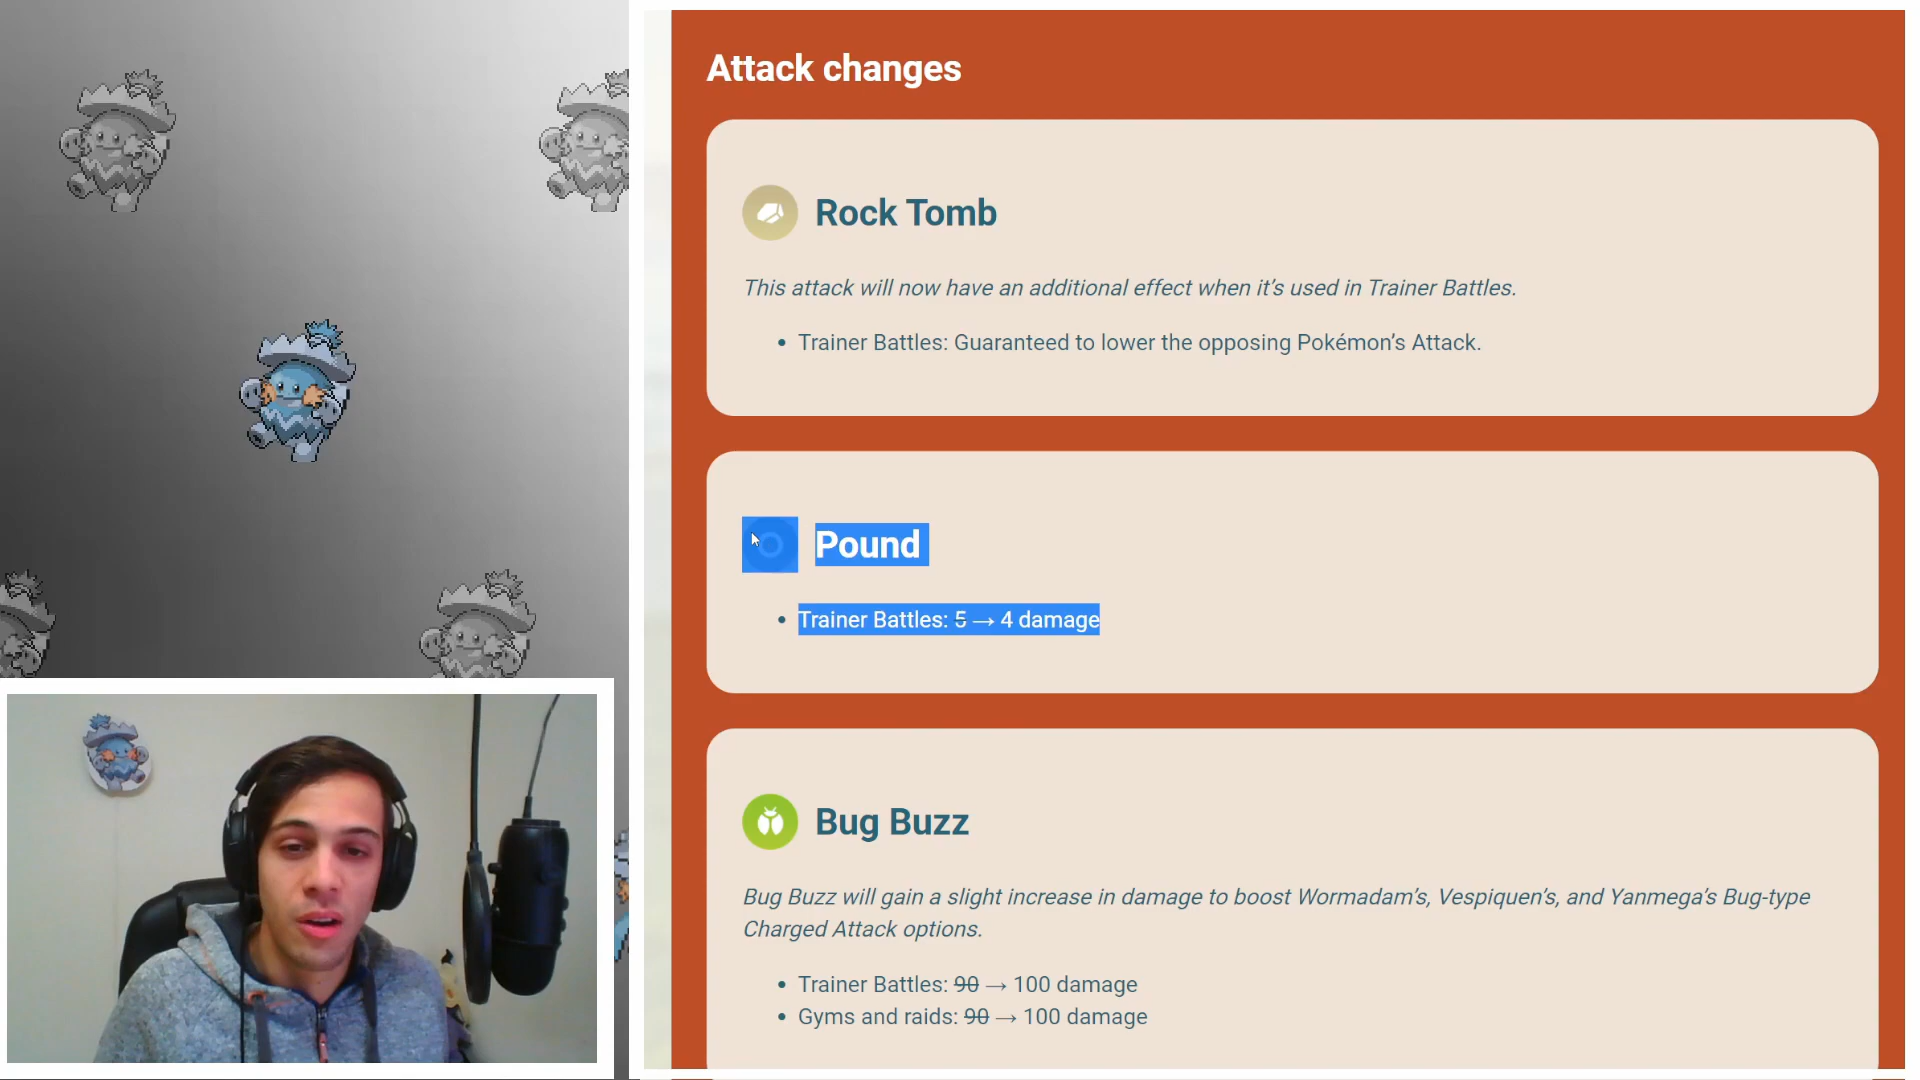 Attack changes
Rock Tomb
This attack will now have an additional effect when it's used in Trainer Battles.
• Trainer Battles: Guaranteed to lower the opposing Pokémon's Attack.
Pound
• Trainer Battles: 5 → 4 damage
Bug Buzz
Bug Buzz will gain a slight increase in damage to boost Wormadam's, Vespiquen's, and Yanmega's Bug-type
Charged Attack options.
• Trainer Battles: 90 → 100 damage
• Gyms and raids: 90 → 100 damage